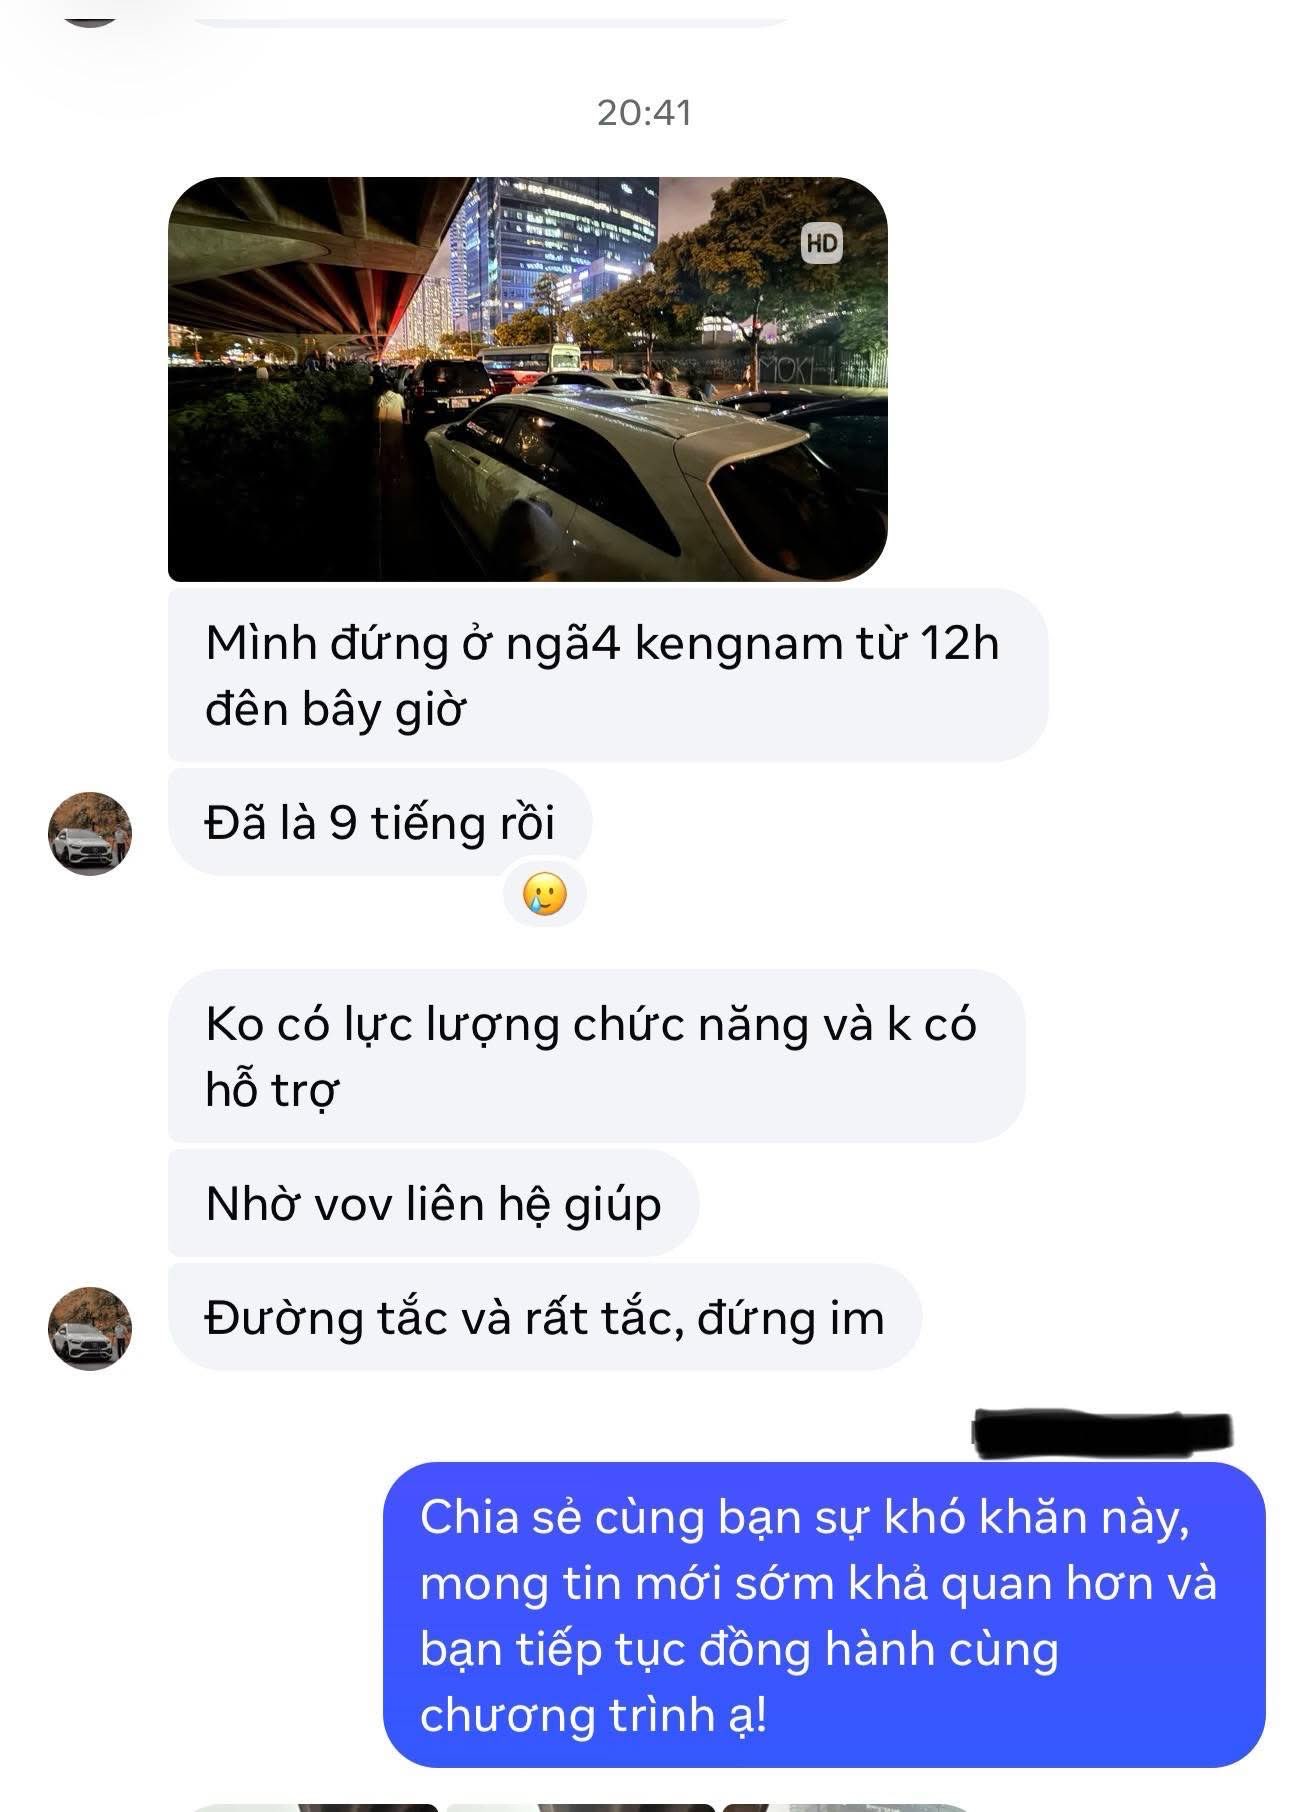 20:41
HD
MOKI
Mình đứng ở ngã4 kengnam từ 12h
đên bây giờ
Đã là 9 tiếng rồi
Ko có lực lượng chức năng và k có
hỗ trợ
Nhờ vov liên hệ giúp
Đường tắc và rất tắc, đứng im
Chia sẻ cùng bạn sự khó khăn này,
mong tin mới sớm khả quan hơn và
bạn tiếp tục đồng hành cùng
chương trình ạ!